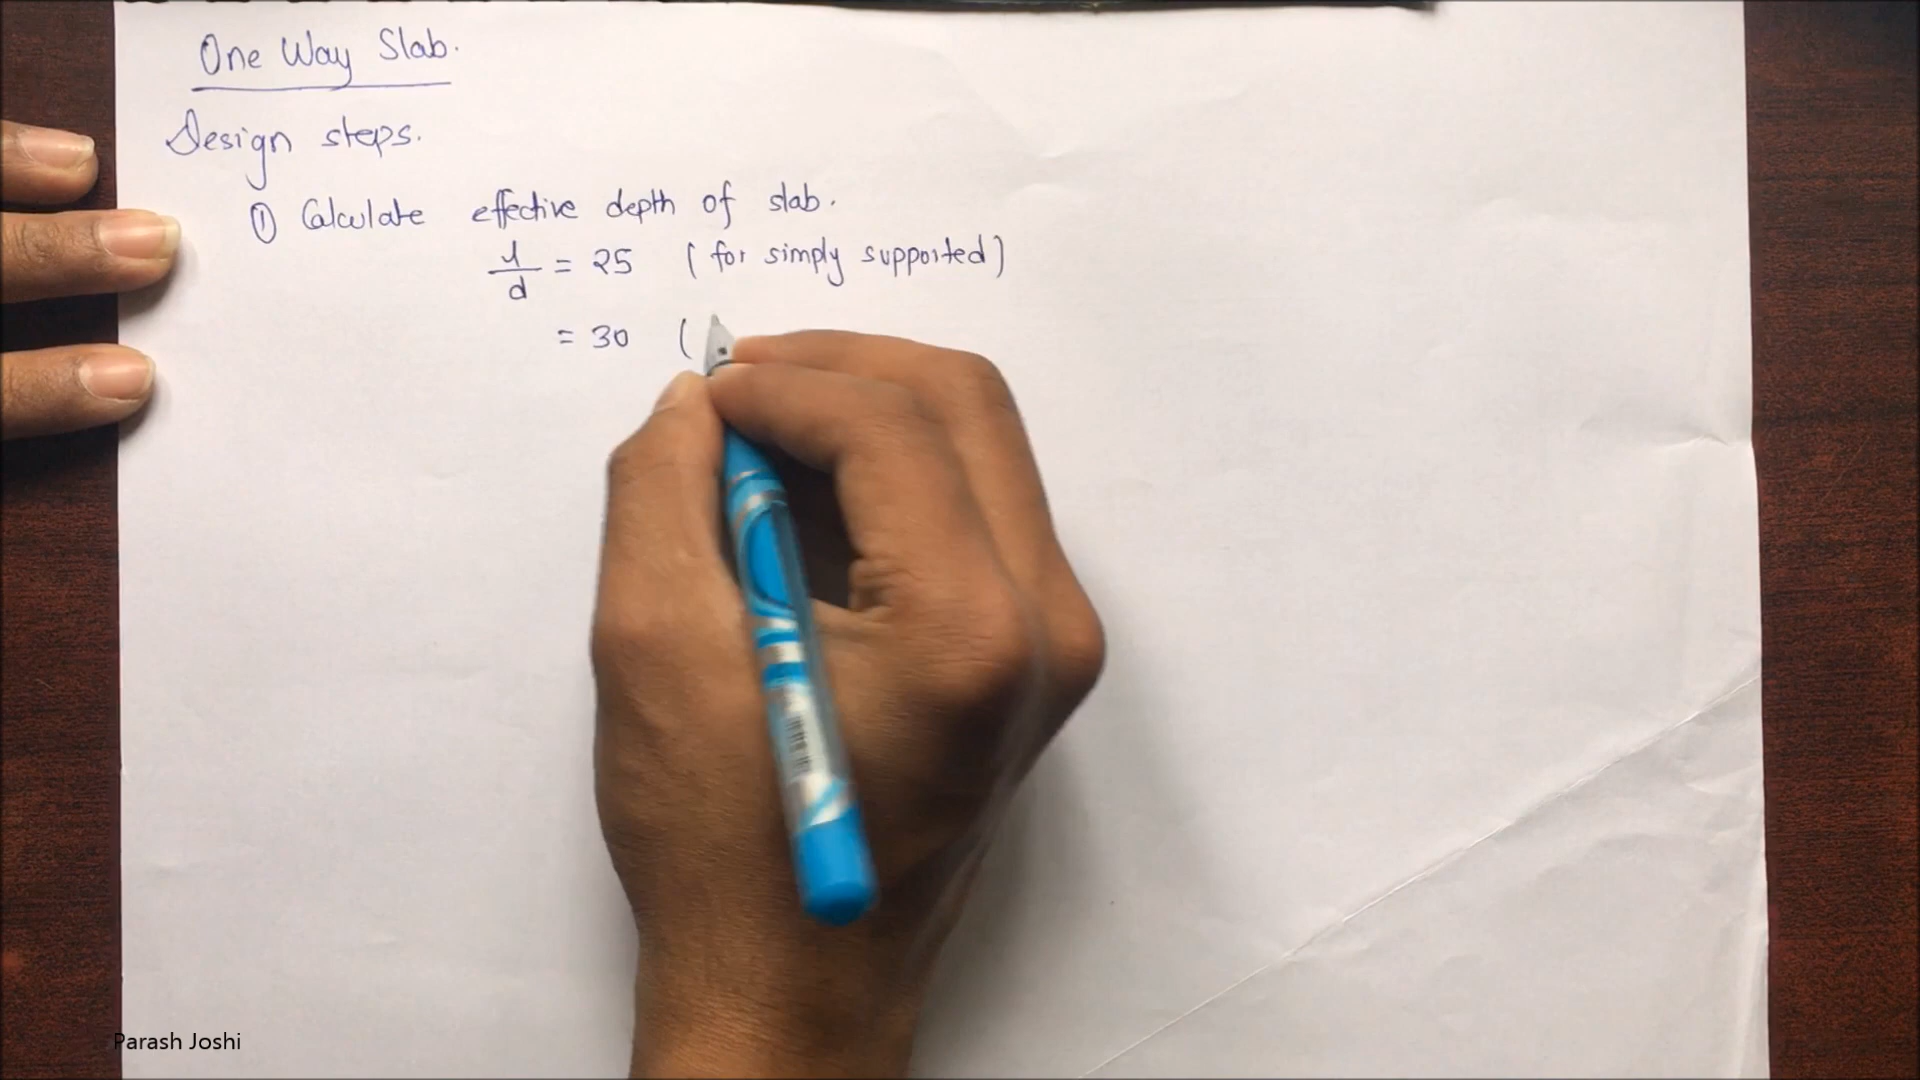 One Way Slab.
Design steps.
① Calculate effective depth of slab.
l/d = 25 (for simply supported)
= 30 (
Parash Joshi